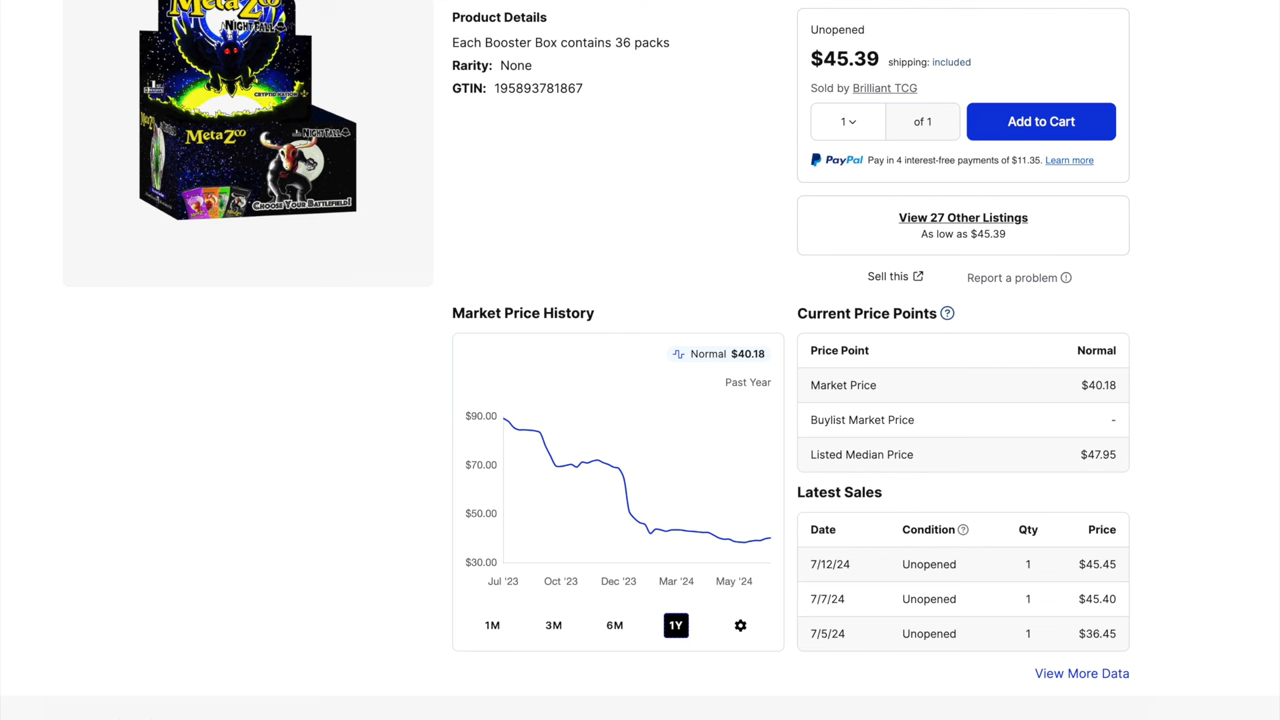 MetaZoo
NIGHTFALL
CRYPTID NATION
MetaZoo
NIGHTFALL
MetaZoo
CHOOSE YOUR BATTLEFIELD!
Product Details
Each Booster Box contains 36 packs
Rarity: None
GTIN: 195893781867
Unopened
$45.39 shipping: included
Sold by Brilliant TCG
1 of 1 Add to Cart
PayPal Pay in 4 interest-free payments of $11.35. Learn more
View 27 Other Listings
As low as $45.39
Sell this Report a problem
Market Price History
Normal $40.18
Past Year
$90.00
$70.00
$50.00
$30.00
Jul '23 Oct '23 Dec '23 Mar '24 May '24
1M 3M 6M 1Y
Current Price Points
Price Point Normal
Market Price $40.18
Buylist Market Price -
Listed Median Price $47.95
Latest Sales
Date Condition Qty Price
7/12/24 Unopened 1 $45.45
7/7/24 Unopened 1 $45.40
7/5/24 Unopened 1 $36.45
View More Data